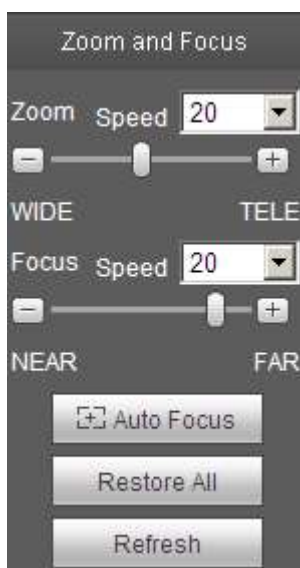 Zoom and Focus
Zoom Speed 20
WIDE TELE
Focus Speed 20
NEAR FAR
Auto Focus
Restore All
Refresh